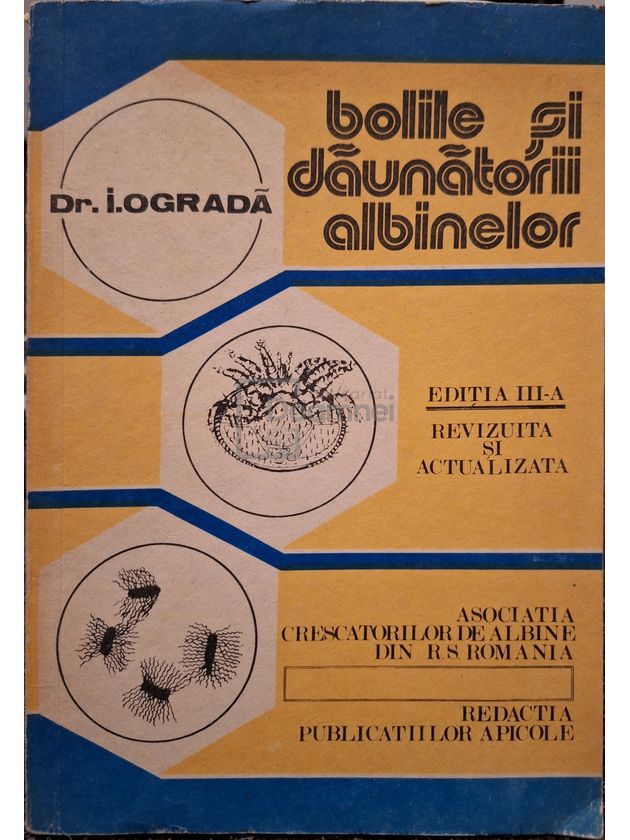 boliile și
dăunătorii
albinelor
Dr. I.OGRADĂ
EDIȚIA III-A
REVIZUITA
ȘI
ACTUALIZATA
ASOCIATIA
CRESCATORILOR DE ALBINE
DIN R.S. ROMANIA
REDACTIA
PUBLICATIILOR APICOLE